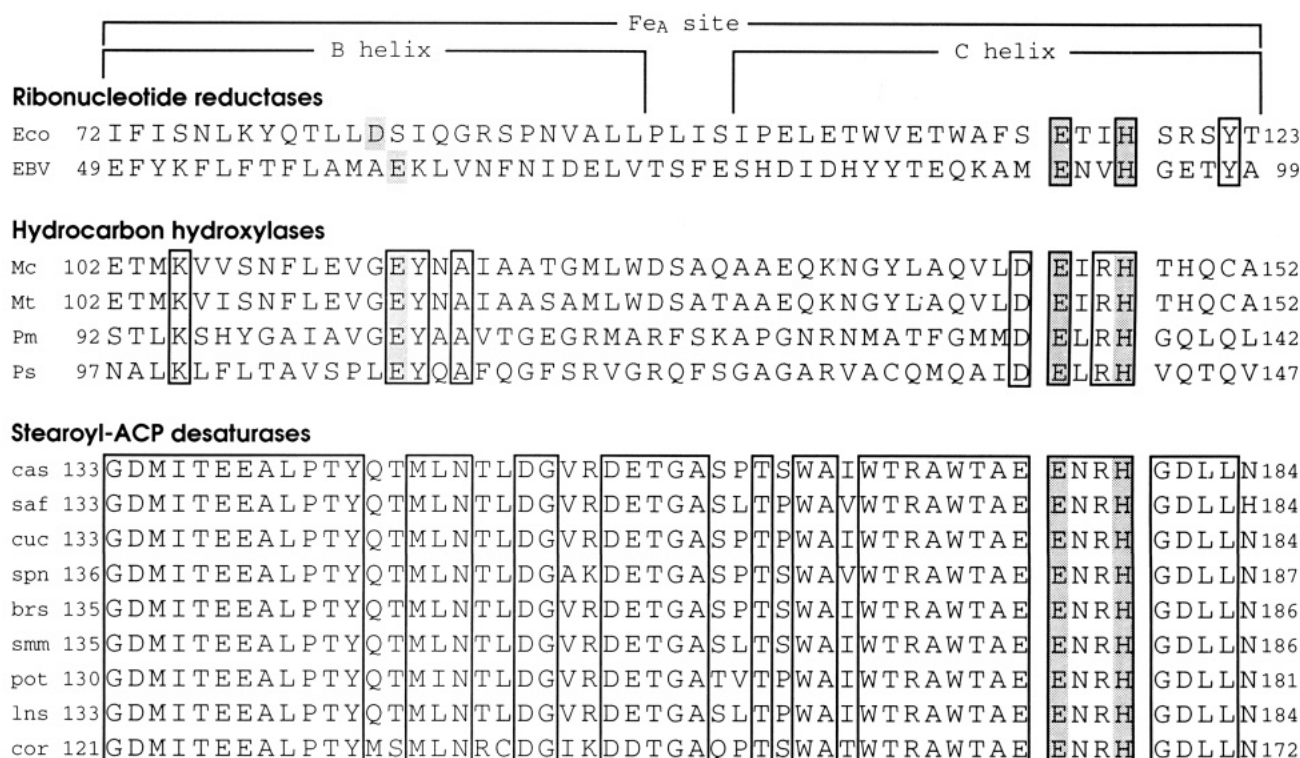 FeA site
B helix
C helix
Ribonucleotide reductases
Eco 72 IFISNLKYQTLLDSIQGRSPNVALLPLISIPELETWVETWAFS ETIH SRSYT 123
EBV 49 EFYKFLFTFLAMAEKLVNFNIDELVTSFESHDIDHYYTEQKAM ENVH GETYA 99
Hydrocarbon hydroxylases
Mc 102 ETMKVVSNFLEVGEYNAIAATGMLWDSAQAAEQKNGYLAQVLD EIRH THQCA 152
Mt 102 ETMKVISNFLEVGEYNAIAASAMLWDSATAAEQKNGYLAQVLD EIRH THQCA 152
Pm 92 STLKSHYGAIAVGEYAAVTGEGRMARFSKAPGNRNMATFGMMD ELRH GQLQL 142
Ps 97 NALKLFLTAVSPLEYQAFQGFSRVGRQFSGAGARVACQMQAID ELRH VQTQV 147
Stearoyl-ACP desaturases
cas 133 GDMITEEALPTYQTMLNTLDGVRDETGASPTSWAIWTRAWTAE ENRH GDLLN 184
saf 133 GDMITEEALPTYQTMLNTLDGVRDETGASLTPWAVWTRAWTAE ENRH GDLLH 184
cuc 133 GDMITEEALPTYQTMLNTLDGVRDETGASPTPWAIWTRAWTAE ENRH GDLLN 184
spn 136 GDMITEEALPTYQTMLNTLDGAKDETGASPTSWAVWTRAWTAE ENRH GDLLN 187
brs 135 GDMITEEALPTYQTMLNTLDGVRDETGASPTSWAIWTRAWTAE ENRH GDLLN 186
smm 135 GDMITEEALPTYQTMLNTLDGVRDETGASLTSWAIWTRAWTAE ENRH GDLLN 186
pot 130 GDMITEEALPTYQTMINTLDGVRDETGATVTPWAIWTRAWTAE ENRH GDLLN 181
lns 133 GDMITEEALPTYQTMLNTLDGVRDETGASLTPWAIWTRAWTAE ENRH GDLLN 184
cor 121 GDMITEEALPTYMSMLNRCDGIKDDTGAQPTSWATWTRAWTAE ENRH GDLLN 172